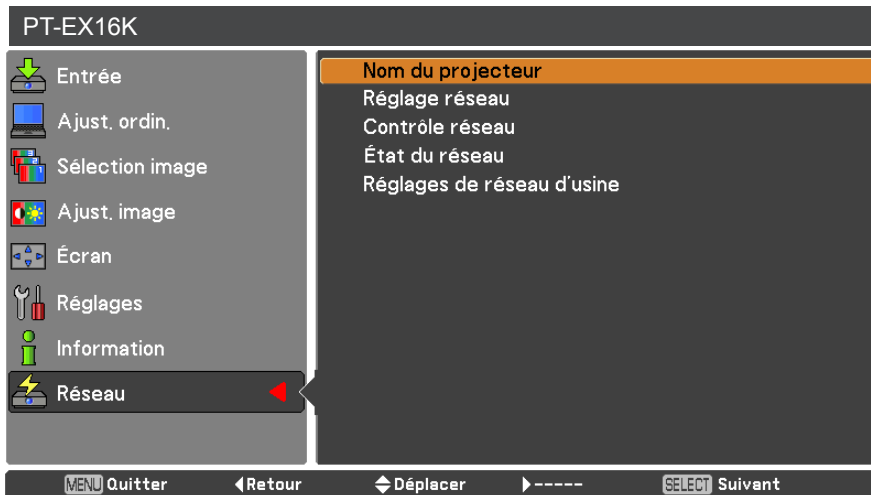 PT-EX16K
Entrée
Ajust. ordin.
Sélection image
Ajust. image
Écran
Réglages
Information
Réseau
Nom du projecteur
Réglage réseau
Contrôle réseau
État du réseau
Réglages de réseau d'usine
MENU Quitter ◀Retour ◆Déplacer ▶----- SELECT Suivant